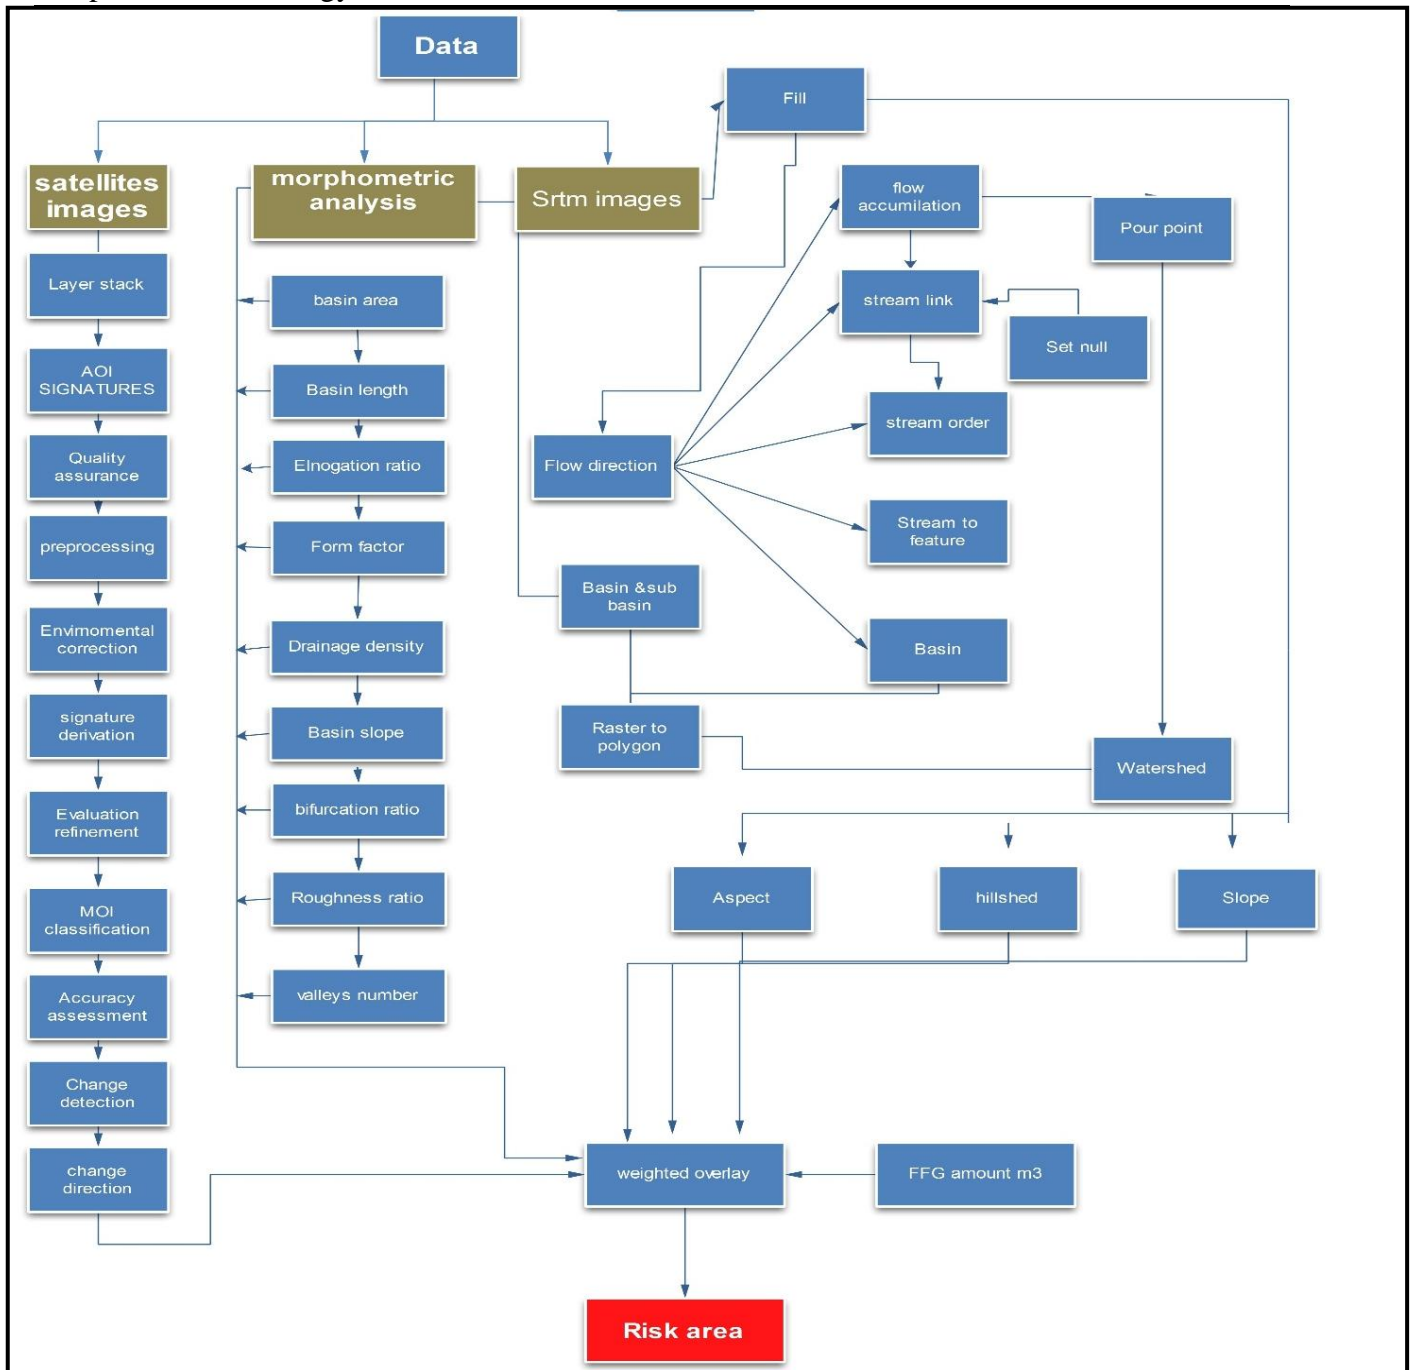 Data
Fill
satellites
images
morphometric
analysis
Srtm images
flow
accumilation
Pour point
Layer stack
basin area
stream link
Set null
AOI
SIGNATURES
Basin length
stream order
Quality
assurance
Elnogation ratio
Flow direction
preprocessing
Form factor
Stream to
feature
Basin &sub
basin
Envirnomental
correction
Drainage density
Basin
signature
derivation
Basin slope
Raster to
polygon
Watershed
Evaluation
refinement
bifurcation ratio
MOI
classification
Roughness ratio
Aspect
hillshed
Slope
Accuracy
assessment
valleys number
Change
detection
change
direction
weighted overlay
FFG amount m3
Risk area